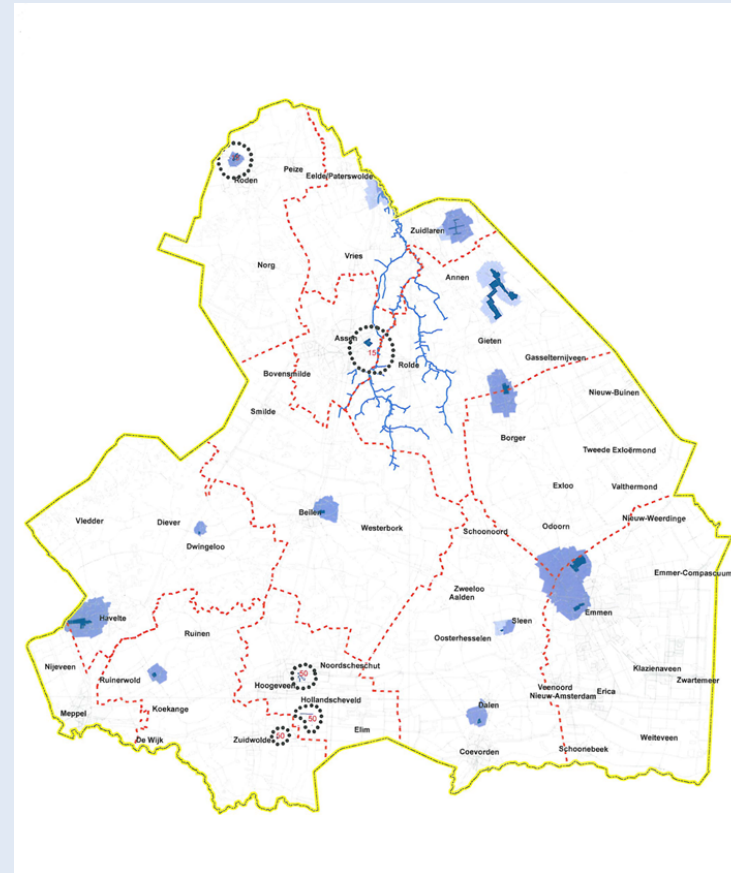 Roden
Peize
Eelde/Paterswolde
Zuidlaren
Vries
Norg
Annen
Assen
15
Rolde
Gieten
Gasselternijveen
Bovensmilde
Smilde
Nieuw-Buinen
Borger
Tweede Exloërmond
Exloo
Valthermond
Vledder
Diever
Dwingeloo
Beilen
Westerbork
Schoonoord
Odoorn
Nieuw-Weerdinge
Emmer-Compascuum
Zweeloo
Aalden
Sleen
Emmen
Havelte
Ruinen
Oosterhesselen
Nijeveen
Ruinerwold
Noordscheschut
Hoogeveen
50
Klazienaveen
Zwartemeer
Veenoord
Nieuw-Amsterdam
Erica
Meppel
Koekange
Hollandscheveld
50
Dalen
De Wijk
Zuidwolde
50
Elim
Coevorden
Schoonebeek
Weiteveen